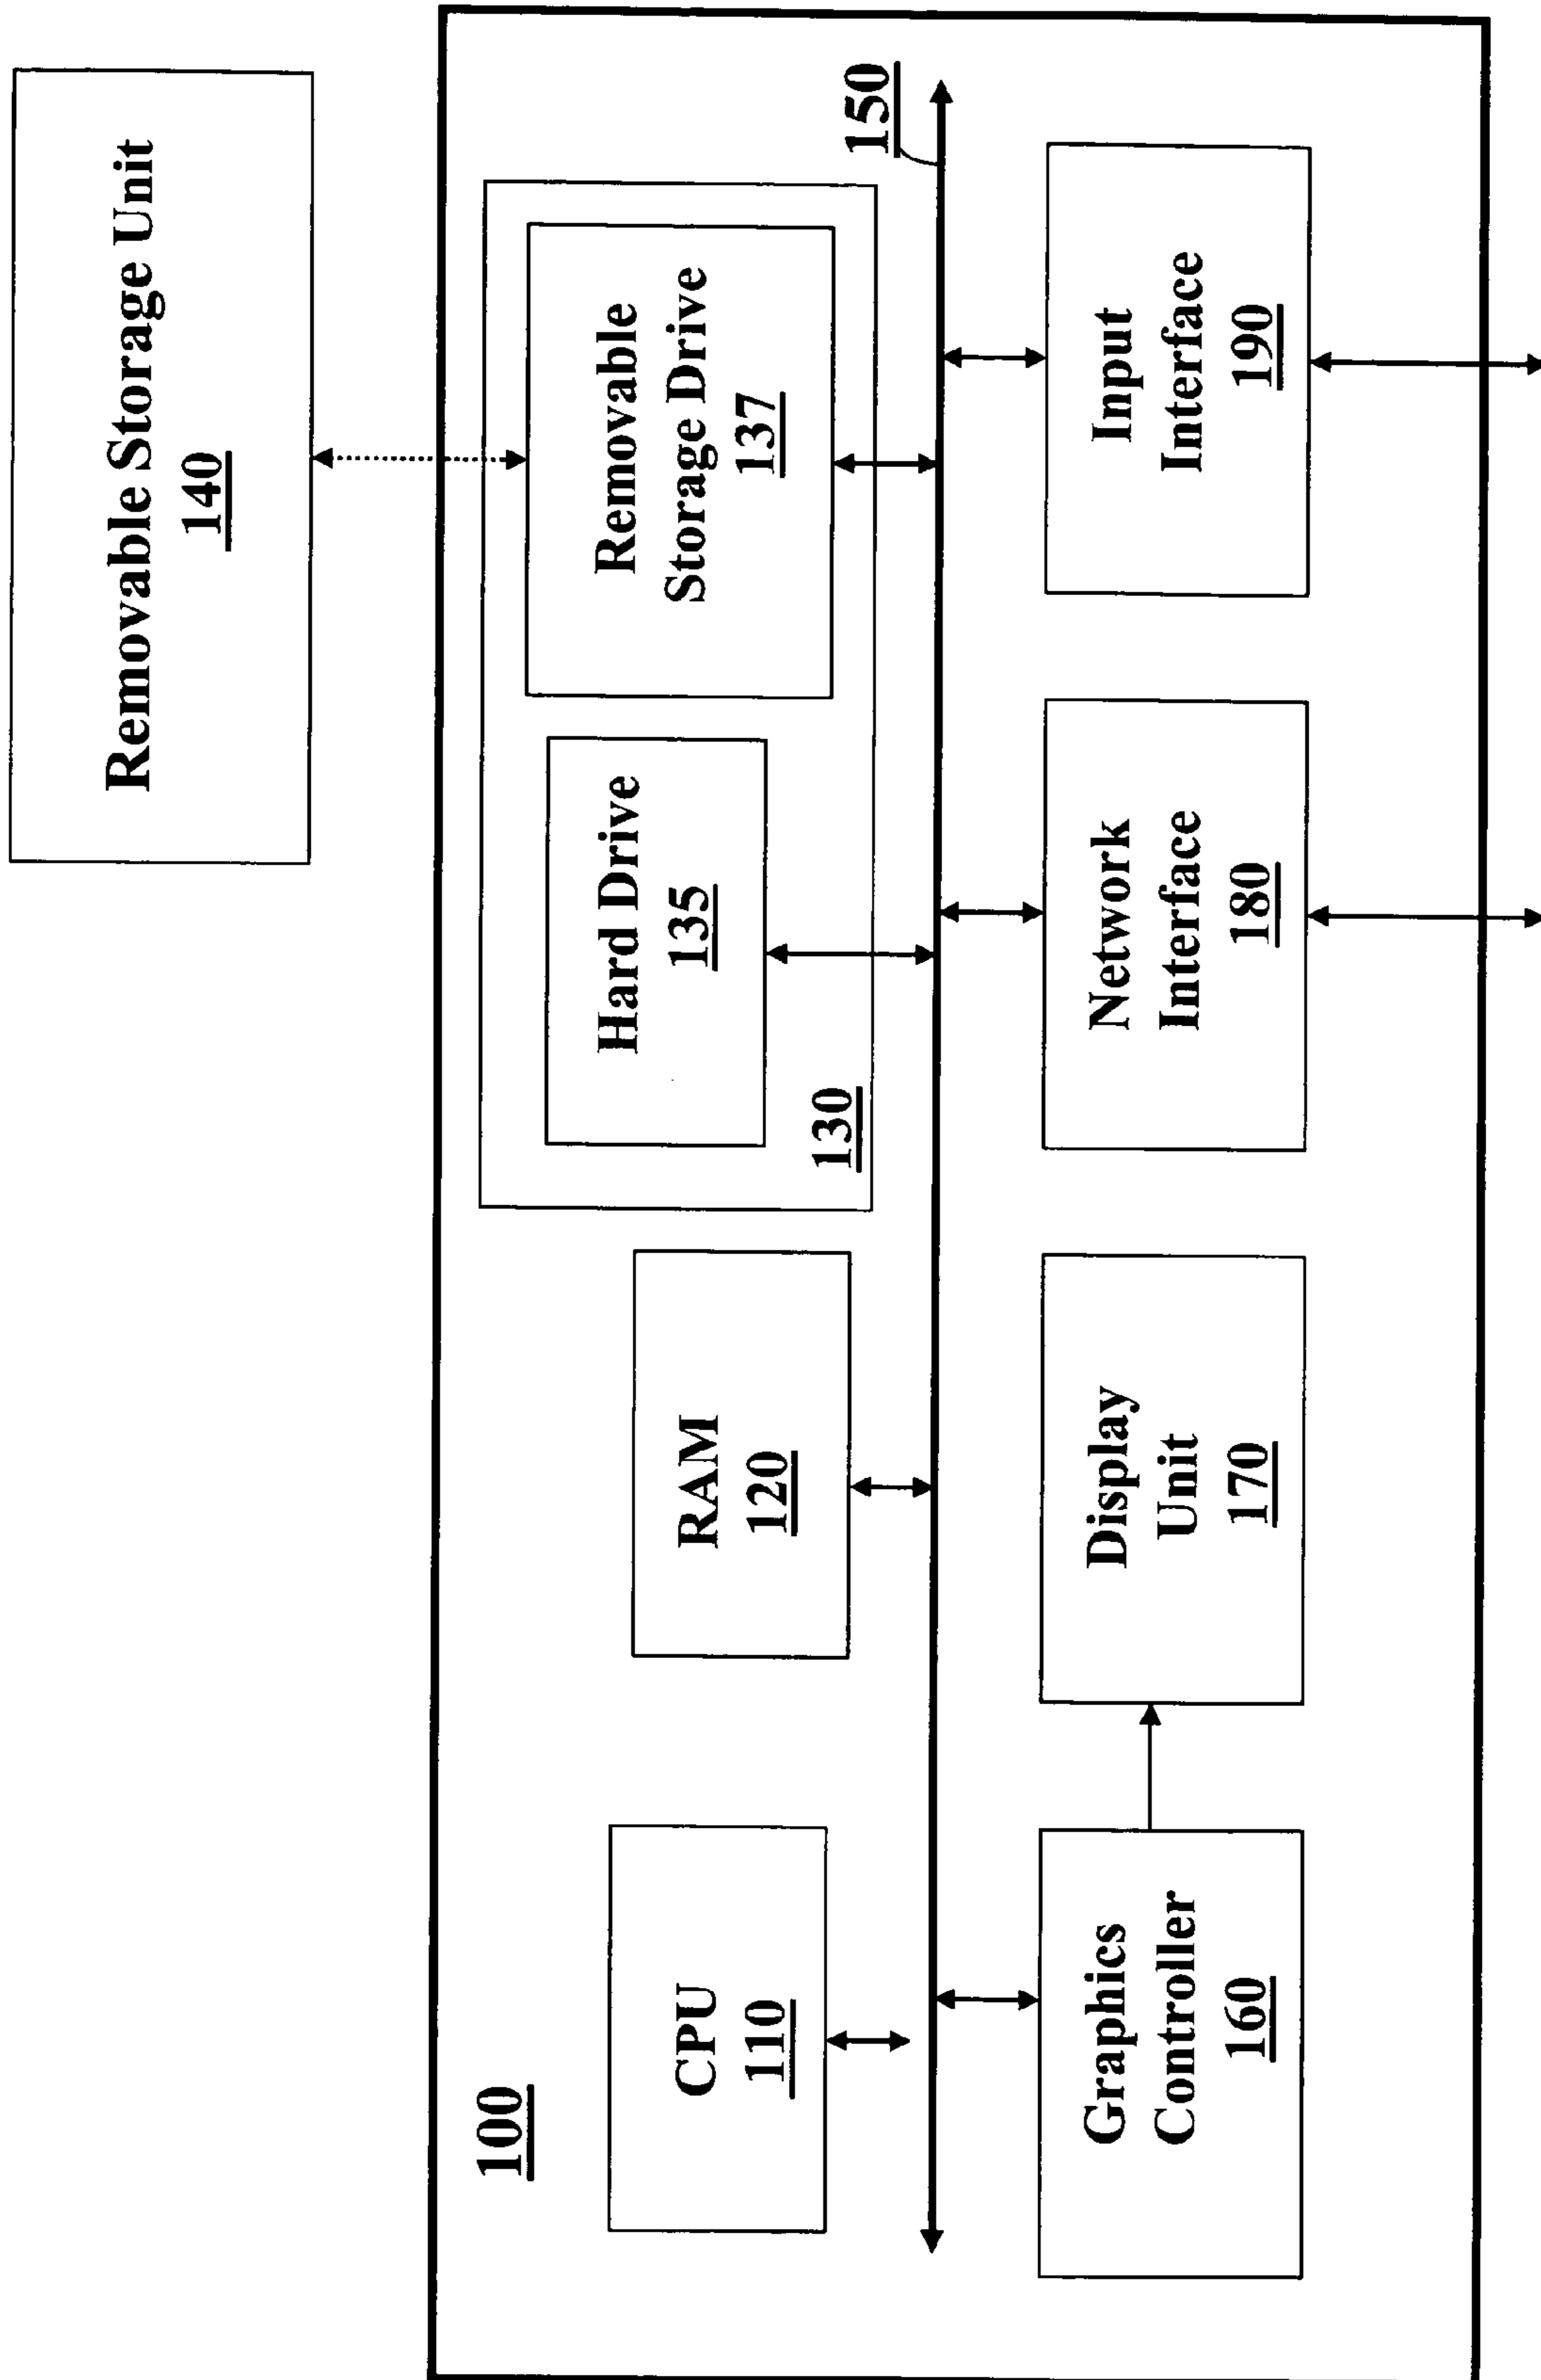 Removable Storage Unit
140
100
CPU
110
RAM
120
130
Hard Drive
135
Removable
Storage Drive
137
150
Graphics
Controller
160
Display
Unit
170
Network
Interface
180
Input
Interface
190